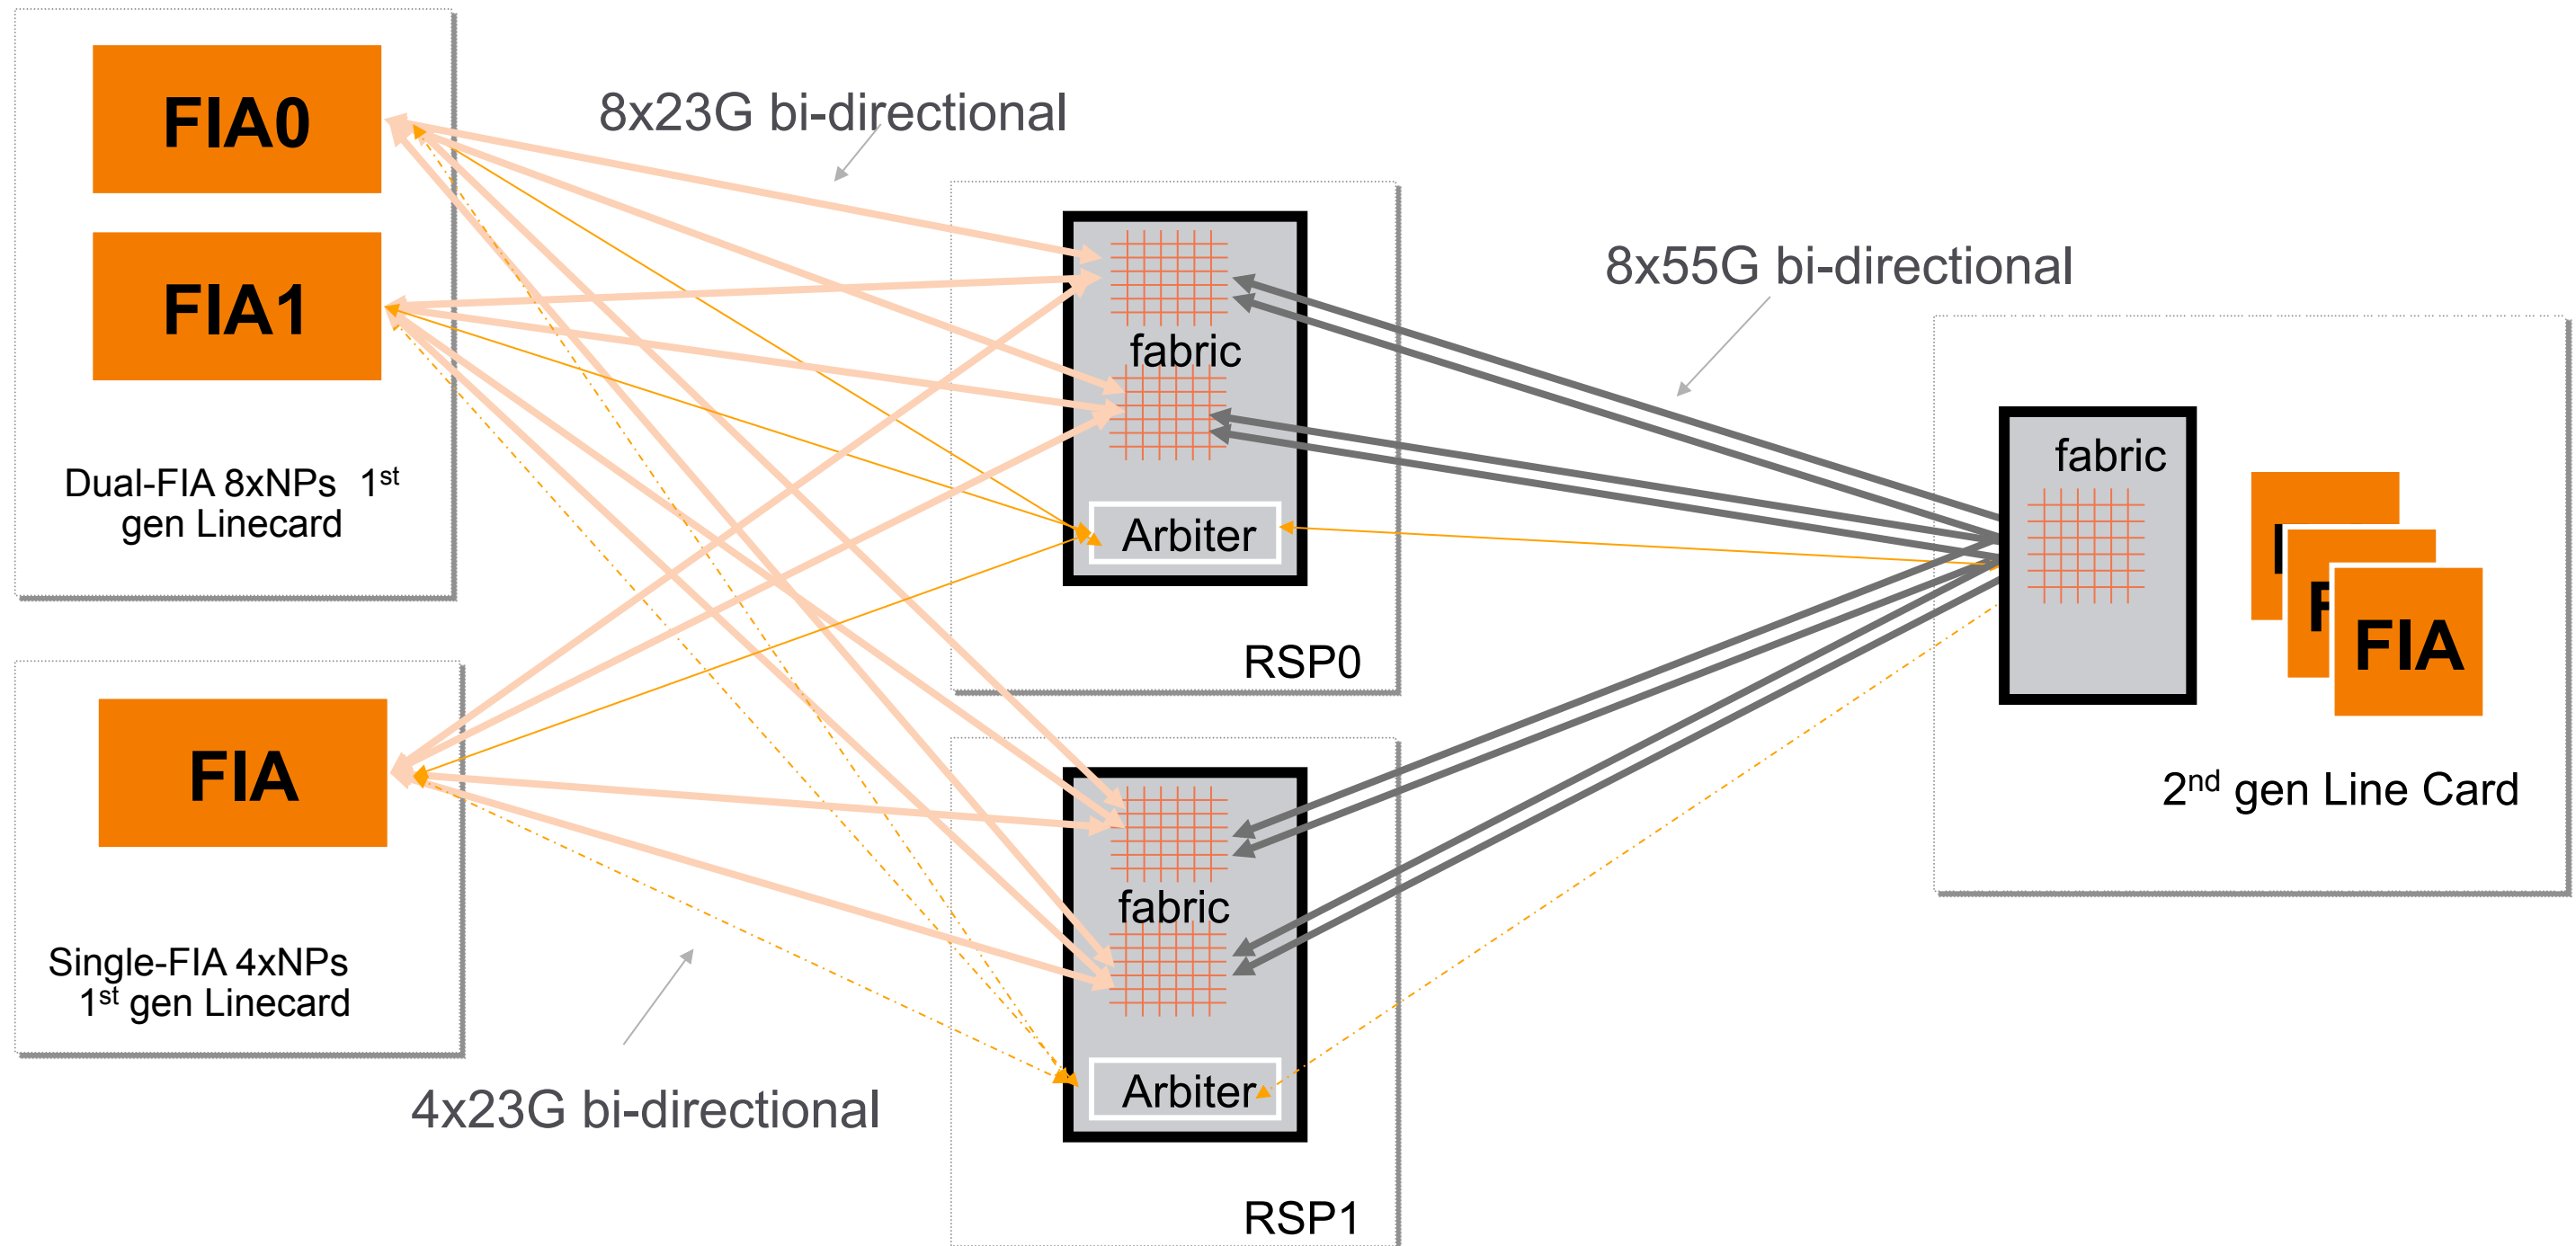 FIA0
8x23G bi-directional
FIA1
Dual-FIA 8xNPs 1st
gen Linecard
fabric
Arbiter
RSP0
8x55G bi-directional
fabric
FIA
2nd gen Line Card
FIA
Single-FIA 4xNPs
1st gen Linecard
4x23G bi-directional
fabric
Arbiter
RSP1